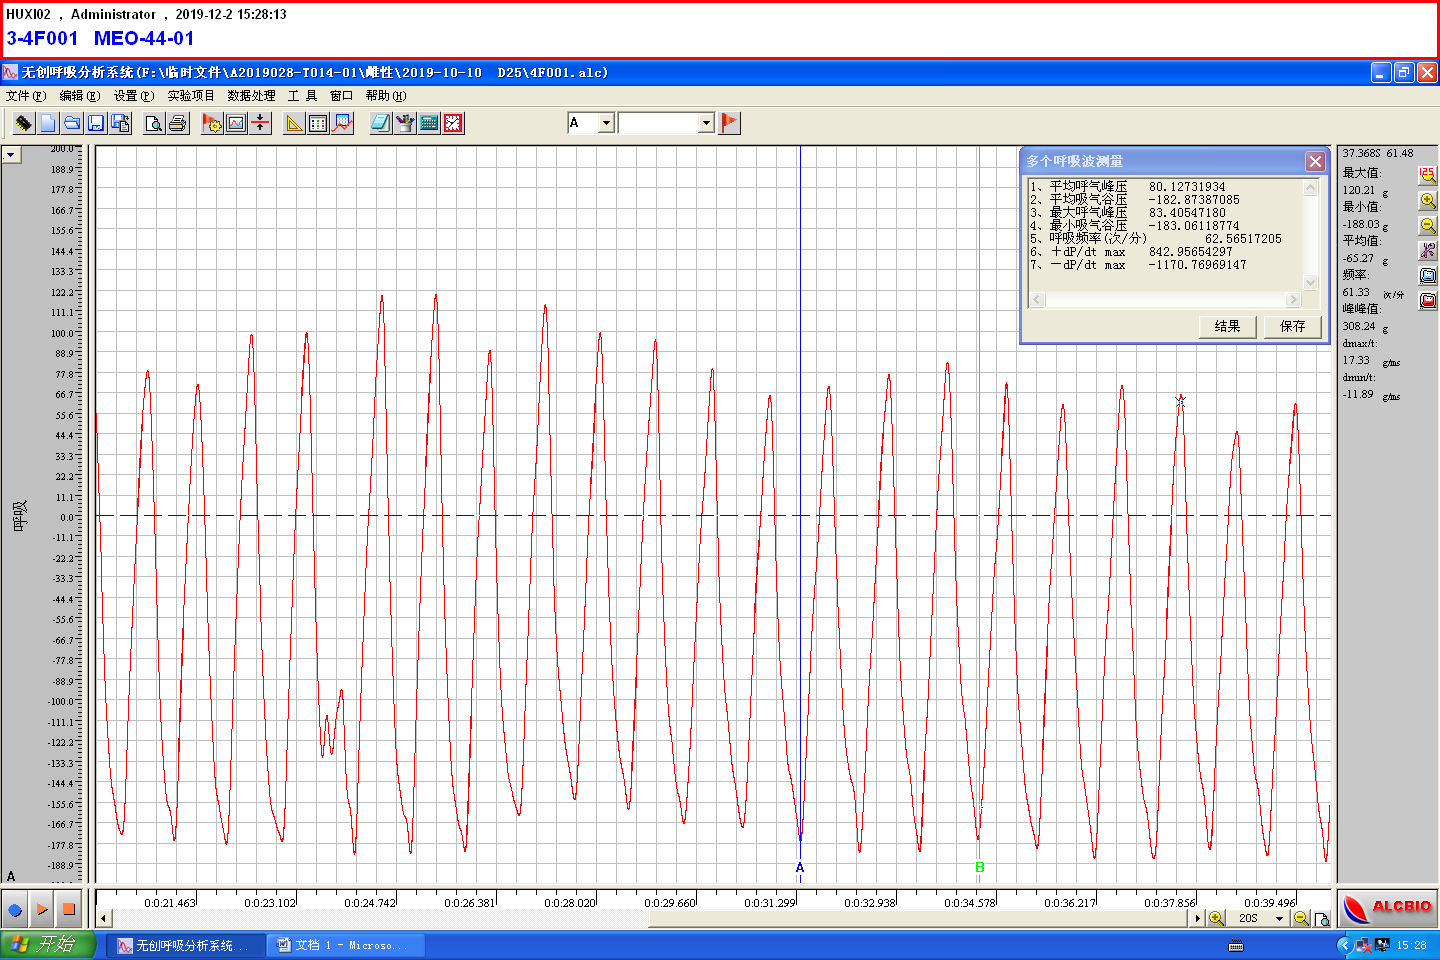 HUXI02 , Administrator , 2019-12-2 15:28:13
3-4F001 MEO-44-01
无创呼吸分析系统(F:\临时文件\A2019028-T014-01\雌性\2019-10-10 D25\4F001.alc)
文件(F) 编辑(E) 设置(P) 实验项目 数据处理 工 具 窗口 帮助(H)
A
200.0
188.9
177.8
166.7
155.6
144.4
133.3
122.2
111.1
100.0
88.9
77.8
66.7
55.6
44.4
33.3
22.2
11.1
0.0
-11.1
-22.2
-33.3
-44.4
-55.6
-66.7
-77.8
-88.9
-100.0
-111.1
-122.2
-133.3
-144.4
-155.6
-166.7
-177.8
-188.9
呼吸
A
A
B
多个呼吸波测量
1、平均呼气峰压 80.12731934
2、平均吸气谷压 -182.87387085
3、最大呼气峰压 83.40547180
4、最小吸气谷压 -183.06118774
5、呼吸频率(次/分) 62.56517205
6、＋dP/dt max 842.95654297
7、－dP/dt max -1170.76969147
结果 保存
37.368S 61.48
最大值:
120.21 g
最小值:
-188.03 g
平均值:
-65.27 g
频率:
61.33 次/分
峰峰值:
308.24 g
dmax/t:
17.33 g/ms
dmin/t:
-11.89 g/ms
125
0:0:21.463 0:0:23.102 0:0:24.742 0:0:26.381 0:0:28.020 0:0:29.660 0:0:31.299 0:0:32.938 0:0:34.578 0:0:36.217 0:0:37.856 0:0:39.496
20S
ALCBIO
开始 无创呼吸分析系统... 文档 1 - Microso... 15:28